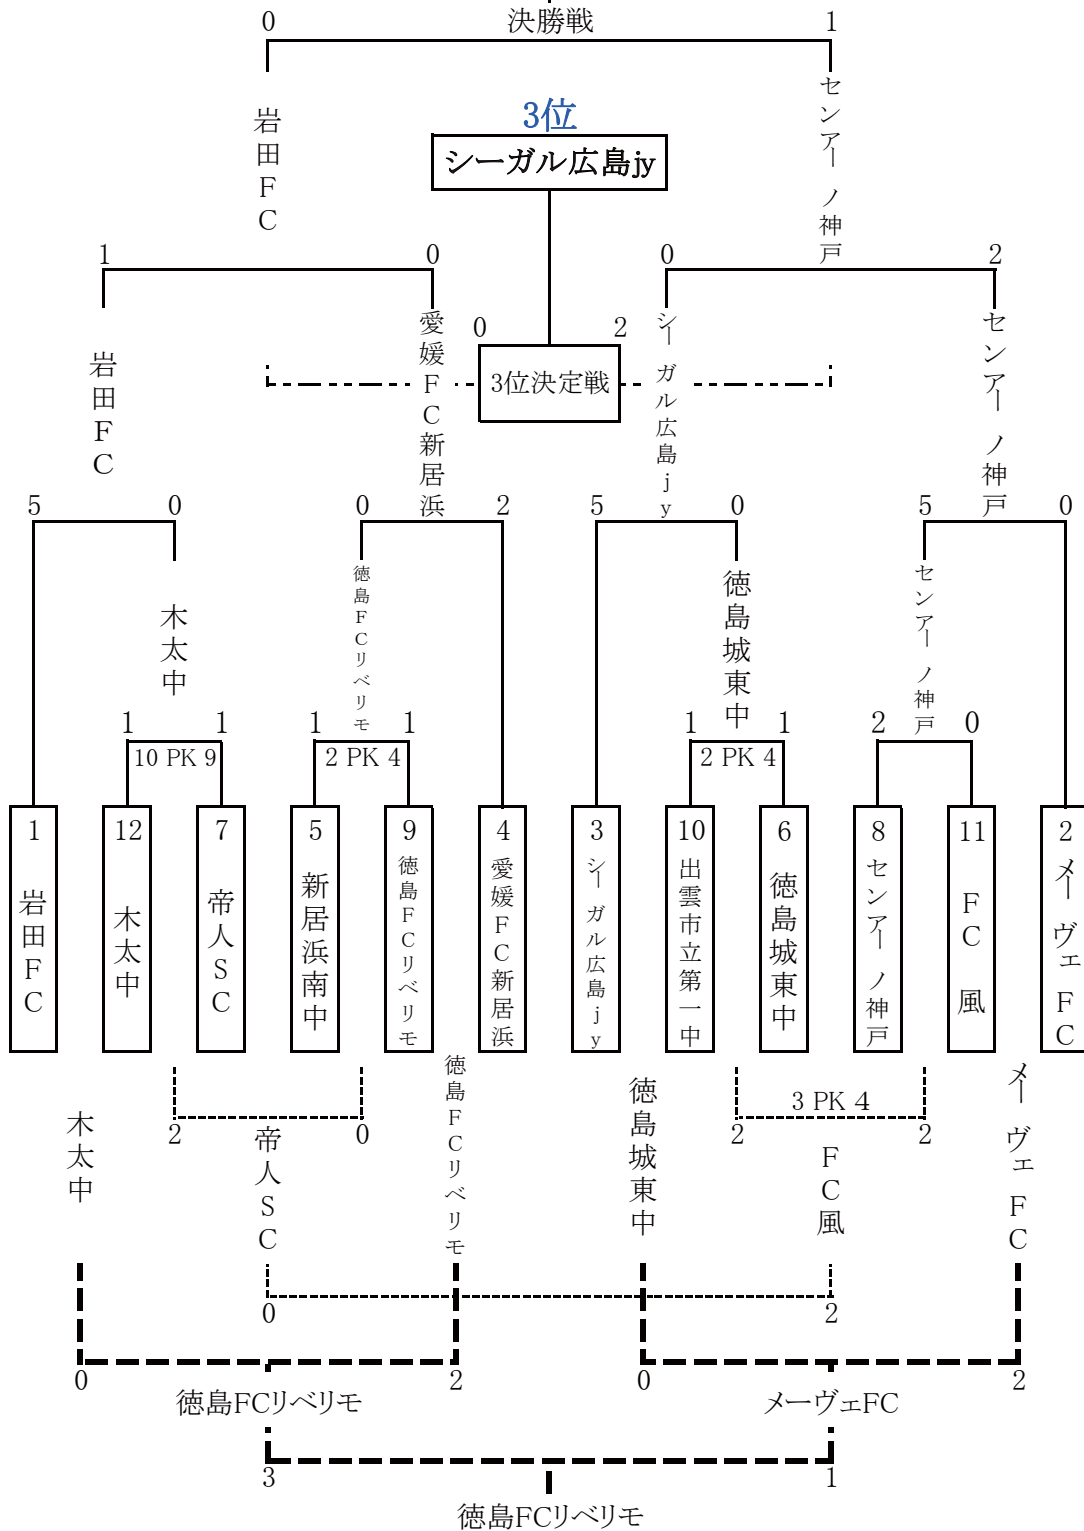 0 決勝戦 1
岩田FC
センアーノ神戸
3位
シーガル広島jy
1 0 0 2
0 2
岩田FC
愛媛FC新居浜
3位決定戦
シーガル広島jy
センアーノ神戸
5 0 0 2 5 0 5 0
木太中
徳島FCリベリモ
徳島城東中
センアーノ神戸
1 1 1 1 1 1 2 0
10 PK 9 2 PK 4 2 PK 4
1 12 7 5 9 4 3 10 6 8 11 2
岩田FC
木太中
帝人SC
新居浜南中
徳島FCリベリモ
愛媛FC新居浜
シーガル広島jy
出雲市立第一中
徳島城東中
センアーノ神戸
FC 風
メーヴェFC
3 PK 4
2 0 2 2
木太中
帝人SC
徳島FCリベリモ
徳島城東中
FC風
メーヴェFC
0 2
0 2 0 2
徳島FCリベリモ メーヴェFC
3 1
徳島FCリベリモ